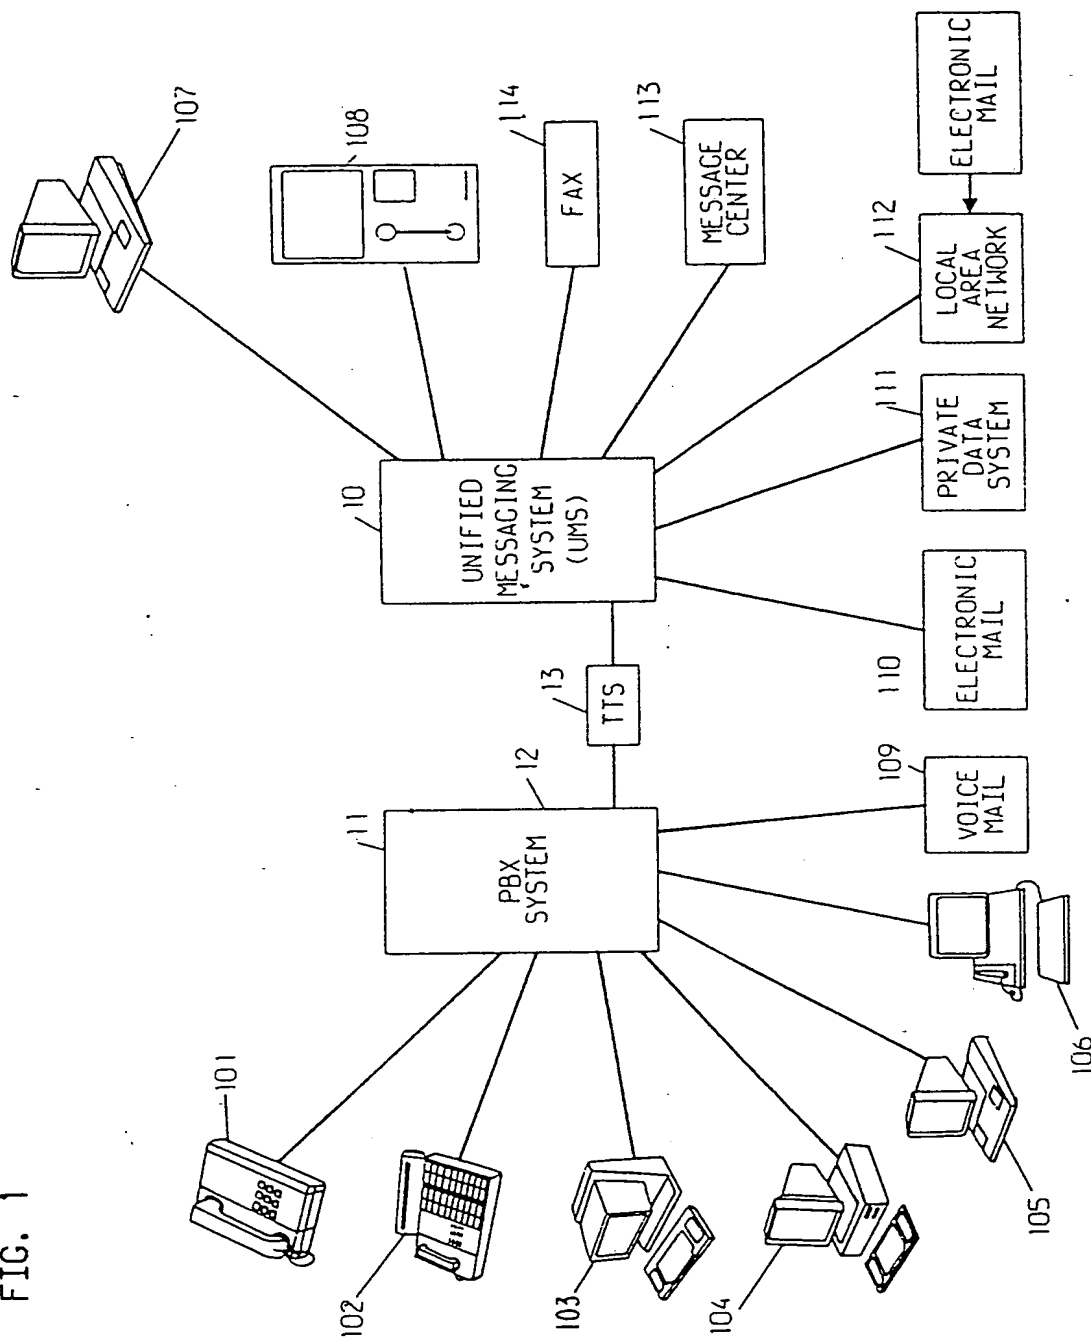 FIG. 1
101
102
103
104
105
106
11
PBX
SYSTEM
12
109
VOICE
MAIL
13
TTS
10
UNIFIED
MESSAGING
SYSTEM
(UMS)
107
108
114
FAX
113
MESSAGE
CENTER
112
LOCAL
AREA
NETWORK
ELECTRONIC
MAIL
111
PRIVATE
DATA
SYSTEM
110
ELECTRONIC
MAIL